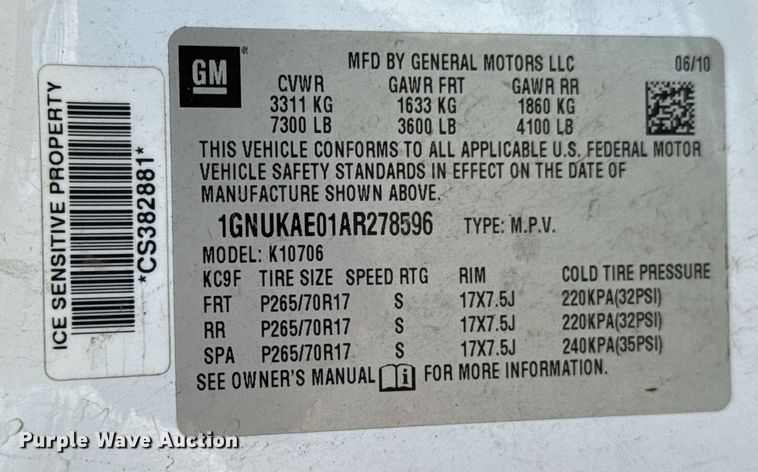 ICE SENSITIVE PROPERTY
*CS382881*
GM
MFD BY GENERAL MOTORS LLC 06/10
CVWR GAWR FRT GAWR RR
3311 KG 1633 KG 1860 KG
7300 LB 3600 LB 4100 LB
THIS VEHICLE CONFORMS TO ALL APPLICABLE U.S. FEDERAL MOTOR
VEHICLE SAFETY STANDARDS IN EFFECT ON THE DATE OF
MANUFACTURE SHOWN ABOVE.
1GNUKAE01AR278596 TYPE: M.P.V.
MODEL: K10706
KC9F TIRE SIZE SPEED RTG RIM COLD TIRE PRESSURE
FRT P265/70R17 S 17X7.5J 220KPA(32PSI)
RR P265/70R17 S 17X7.5J 220KPA(32PSI)
SPA P265/70R17 S 17X7.5J 240KPA(35PSI)
SEE OWNER'S MANUAL i FOR MORE INFORMATION.
Purple Wave Auction